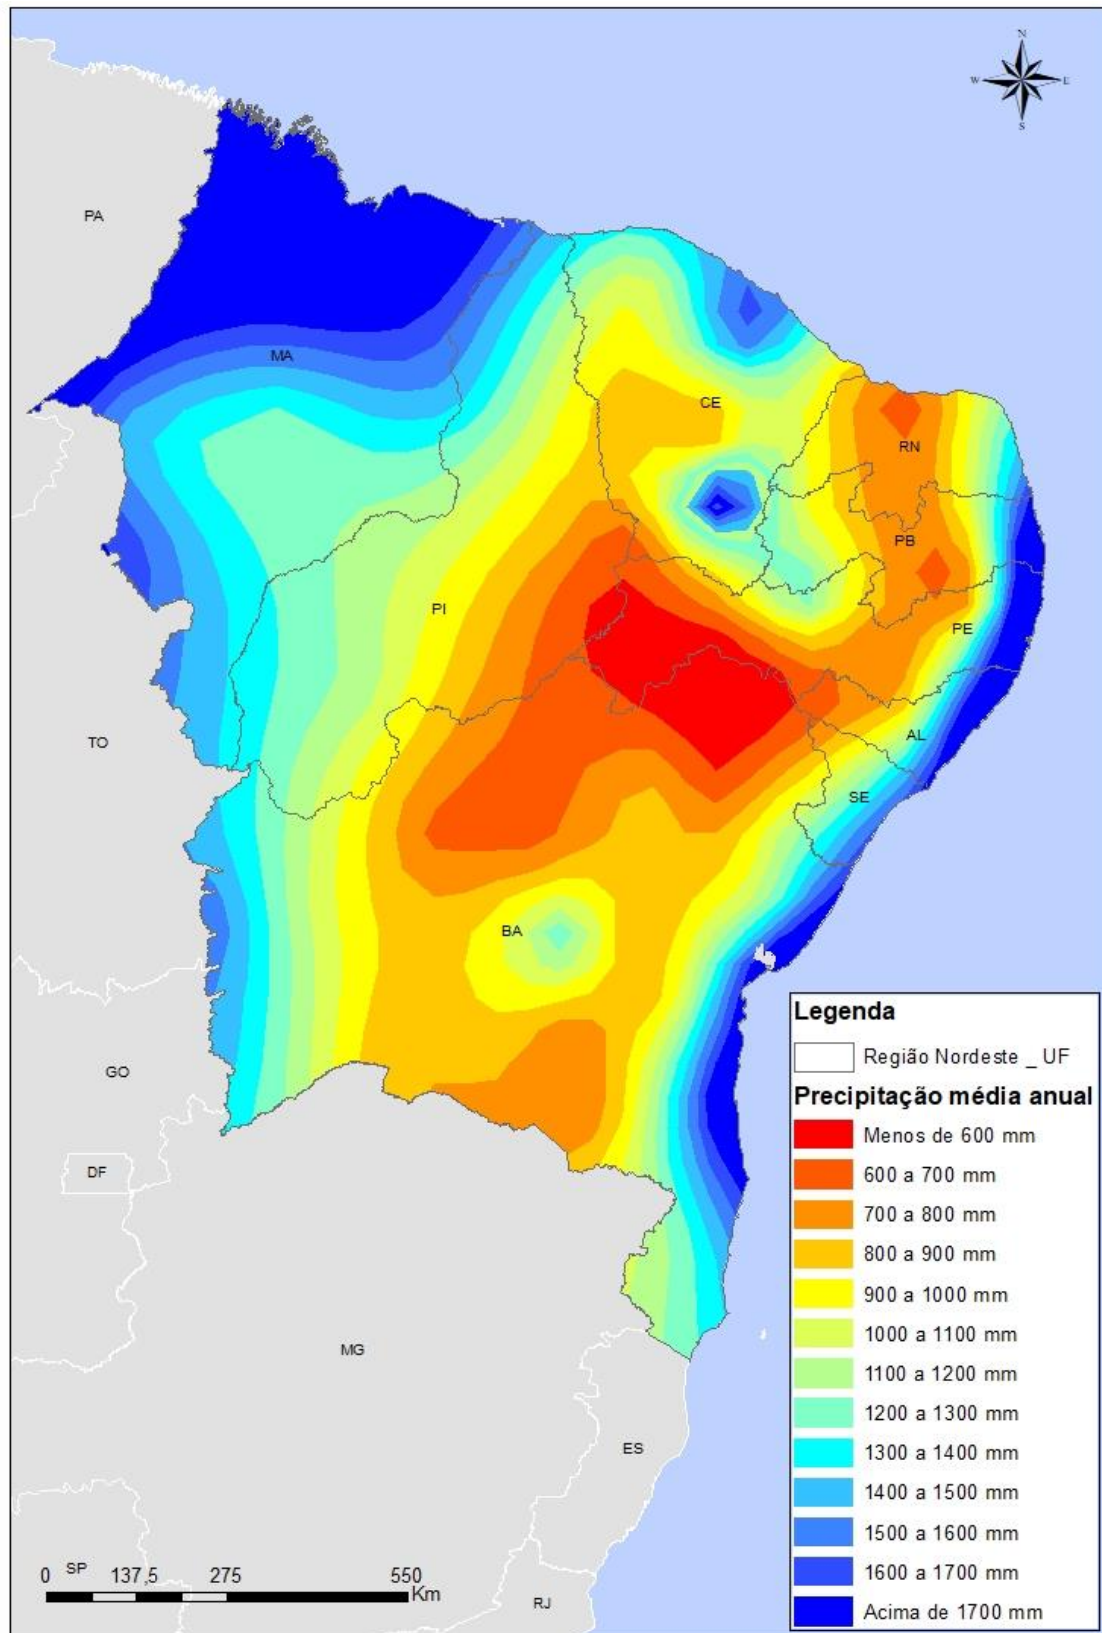 N
W E
S
PA
MA
CE
RN
PB
PI
PE
TO
AL
SE
BA
GO
DF
MG
ES
SP
RJ
0 137,5 275 550
Km
Legenda
Região Nordeste _ UF
Precipitação média anual
Menos de 600 mm
600 a 700 mm
700 a 800 mm
800 a 900 mm
900 a 1000 mm
1000 a 1100 mm
1100 a 1200 mm
1200 a 1300 mm
1300 a 1400 mm
1400 a 1500 mm
1500 a 1600 mm
1600 a 1700 mm
Acima de 1700 mm